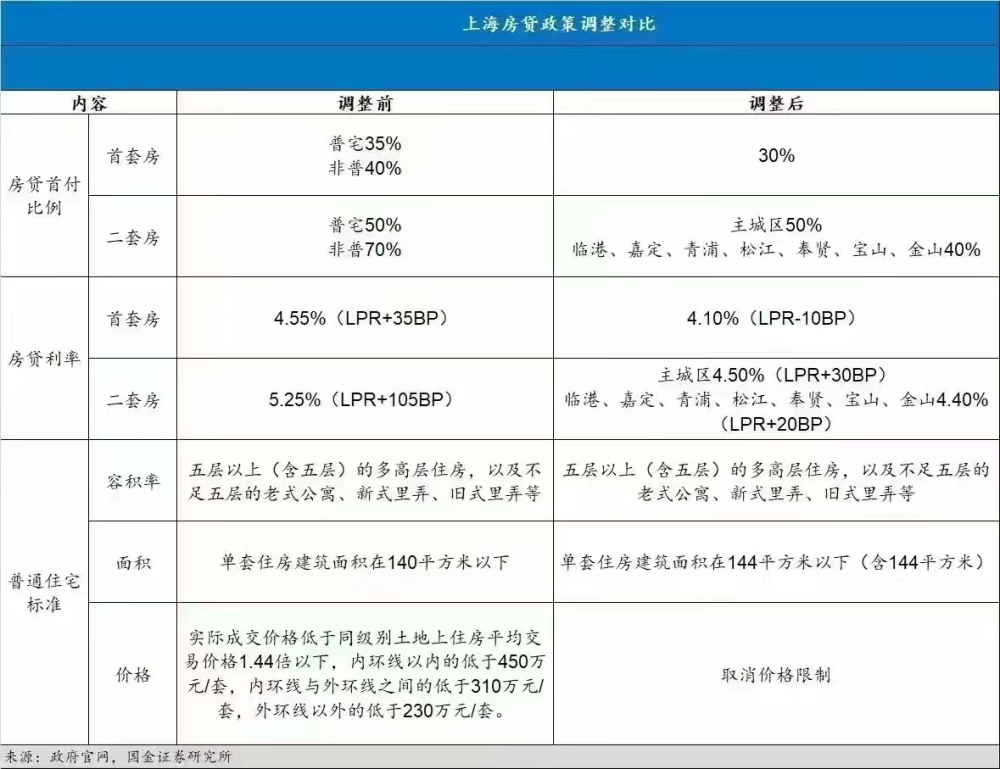 上海房贷政策调整对比
内容
调整前
调整后
房贷首付
比例
首套房
普宅35%
非普40%
30%
二套房
普宅50%
非普70%
主城区50%
临港、嘉定、青浦、松江、奉贤、宝山、金山40%
房贷利率
首套房
4.55%（LPR+35BP）
4.10%（LPR-10BP）
二套房
5.25%（LPR+105BP）
主城区4.50%（LPR+30BP）
临港、嘉定、青浦、松江、奉贤、宝山、金山4.40%
（LPR+20BP）
普通住宅
标准
容积率
五层以上（含五层）的多高层住房，以及不
足五层的老式公寓、新式里弄、旧式里弄等
五层以上（含五层）的多高层住房，以及不足五层的
老式公寓、新式里弄、旧式里弄等
面积
单套住房建筑面积在140平方米以下
单套住房建筑面积在144平方米以下（含144平方米）
价格
实际成交价格低于同级别土地上住房平均交
易价格1.44倍以下，内环线以内的低于450万
元/套，内环线与外环线之间的低于310万元/
套，外环线以外的低于230万元/套。
取消价格限制
来源：政府官网，国金证券研究所